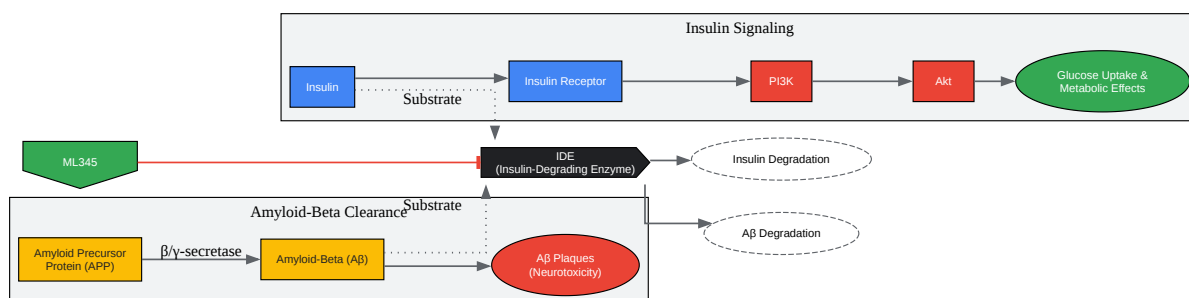 Insulin Signaling
Insulin
Insulin Receptor
PI3K
Akt
Glucose Uptake &
Metabolic Effects
Substrate
ML345
IDE
(Insulin-Degrading Enzyme)
Insulin Degradation
Amyloid-Beta Clearance
Substrate
Aβ Degradation
Amyloid Precursor
Protein (APP)
β/γ-secretase
Amyloid-Beta (Aβ)
Aβ Plaques
(Neurotoxicity)